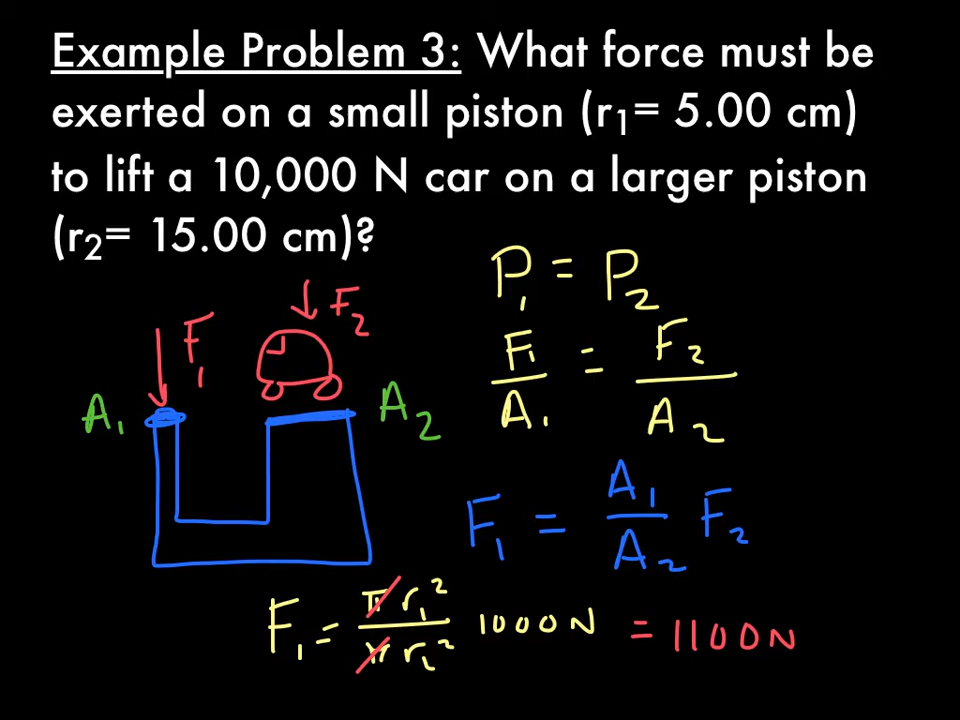 Example Problem 3: What force must be
exerted on a small piston (r₁= 5.00 cm)
to lift a 10,000 N car on a larger piston
(r₂= 15.00 cm)?
P₁ = P₂
F₁ F₂
F₁/A₁ = F₂/A₂
A₁ A₂
F₁ = A₁/A₂ F₂
F₁ = πr₁²/πr₂² 1000N = 1100N